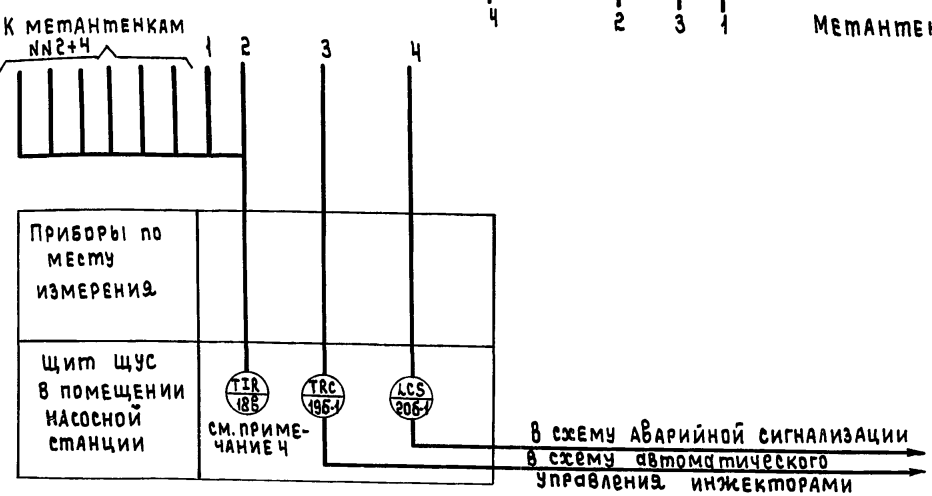 4 2 3 1 Метантен
К метантенкам
NN2÷4
1 2 3 4
Приборы по
месту
измерения
Щит ЩУС
в помещении
насосной
станции
TIR
18б
TRC
19б-1
LCS
20б-1
см. приме-
чание 4
в схему аварийной сигнализации
в схему автоматического
управления инжекторами